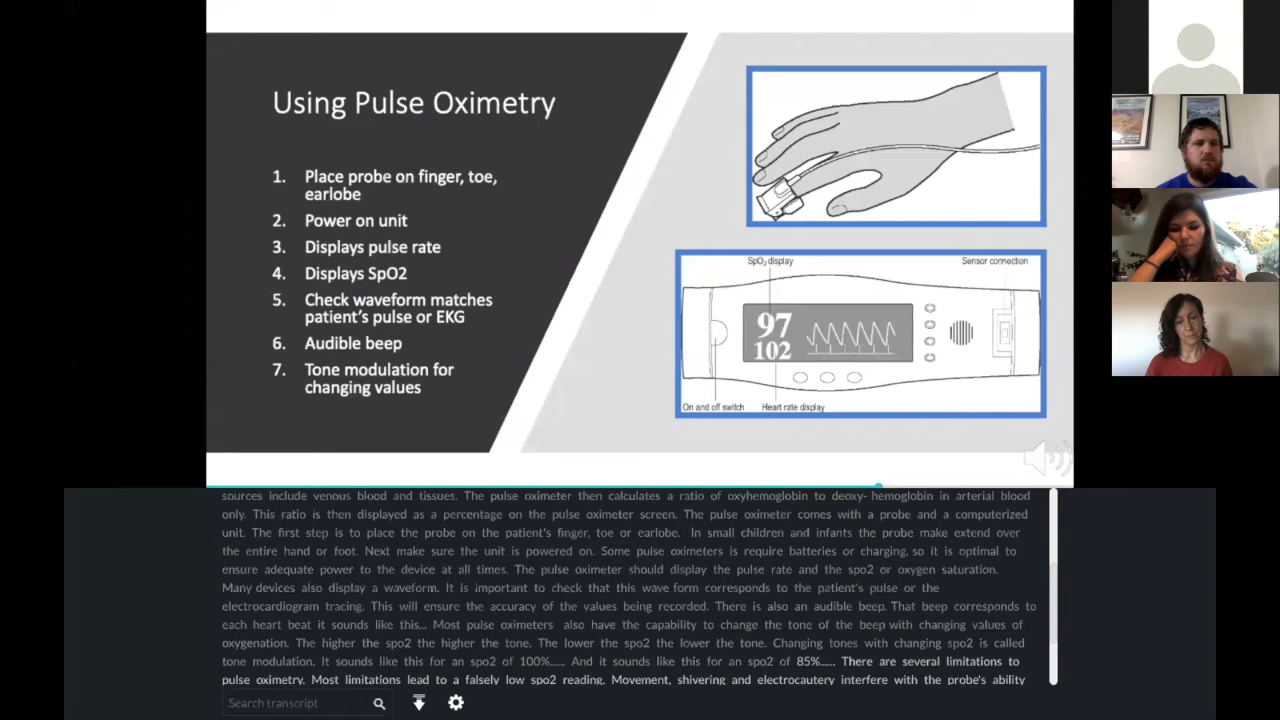 Using Pulse Oximetry
1. Place probe on finger, toe,
earlobe
2. Power on unit
3. Displays pulse rate
4. Displays SpO2
5. Check waveform matches
patient's pulse or EKG
6. Audible beep
7. Tone modulation for
changing values
SpO₂ display
Sensor connection
97
102
On and off switch
Heart rate display
sources include venous blood and tissues. The pulse oximeter then calculates a ratio of oxyhemoglobin to deoxy- hemoglobin in arterial blood
only. This ratio is then displayed as a percentage on the pulse oximeter screen. The pulse oximeter comes with a probe and a computerized
unit. The first step is to place the probe on the patient's finger, toe or earlobe. In small children and infants the probe make extend over
the entire hand or foot. Next make sure the unit is powered on. Some pulse oximeters is require batteries or charging, so it is optimal to
ensure adequate power to the device at all times. The pulse oximeter should display the pulse rate and the spo2 or oxygen saturation.
Many devices also display a waveform. It is important to check that this wave form corresponds to the patient's pulse or the
electrocardiogram tracing. This will ensure the accuracy of the values being recorded. There is also an audible beep. That beep corresponds to
each heart beat it sounds like this... Most pulse oximeters also have the capability to change the tone of the beep with changing values of
oxygenation. The higher the spo2 the higher the tone. The lower the spo2 the lower the tone. Changing tones with changing spo2 is called
tone modulation. It sounds like this for an spo2 of 100%...... And it sounds like this for an spo2 of 85%...... There are several limitations to
pulse oximetry. Most limitations lead to a falsely low spo2 reading. Movement, shivering and electrocautery interfere with the probe's ability
Search transcript